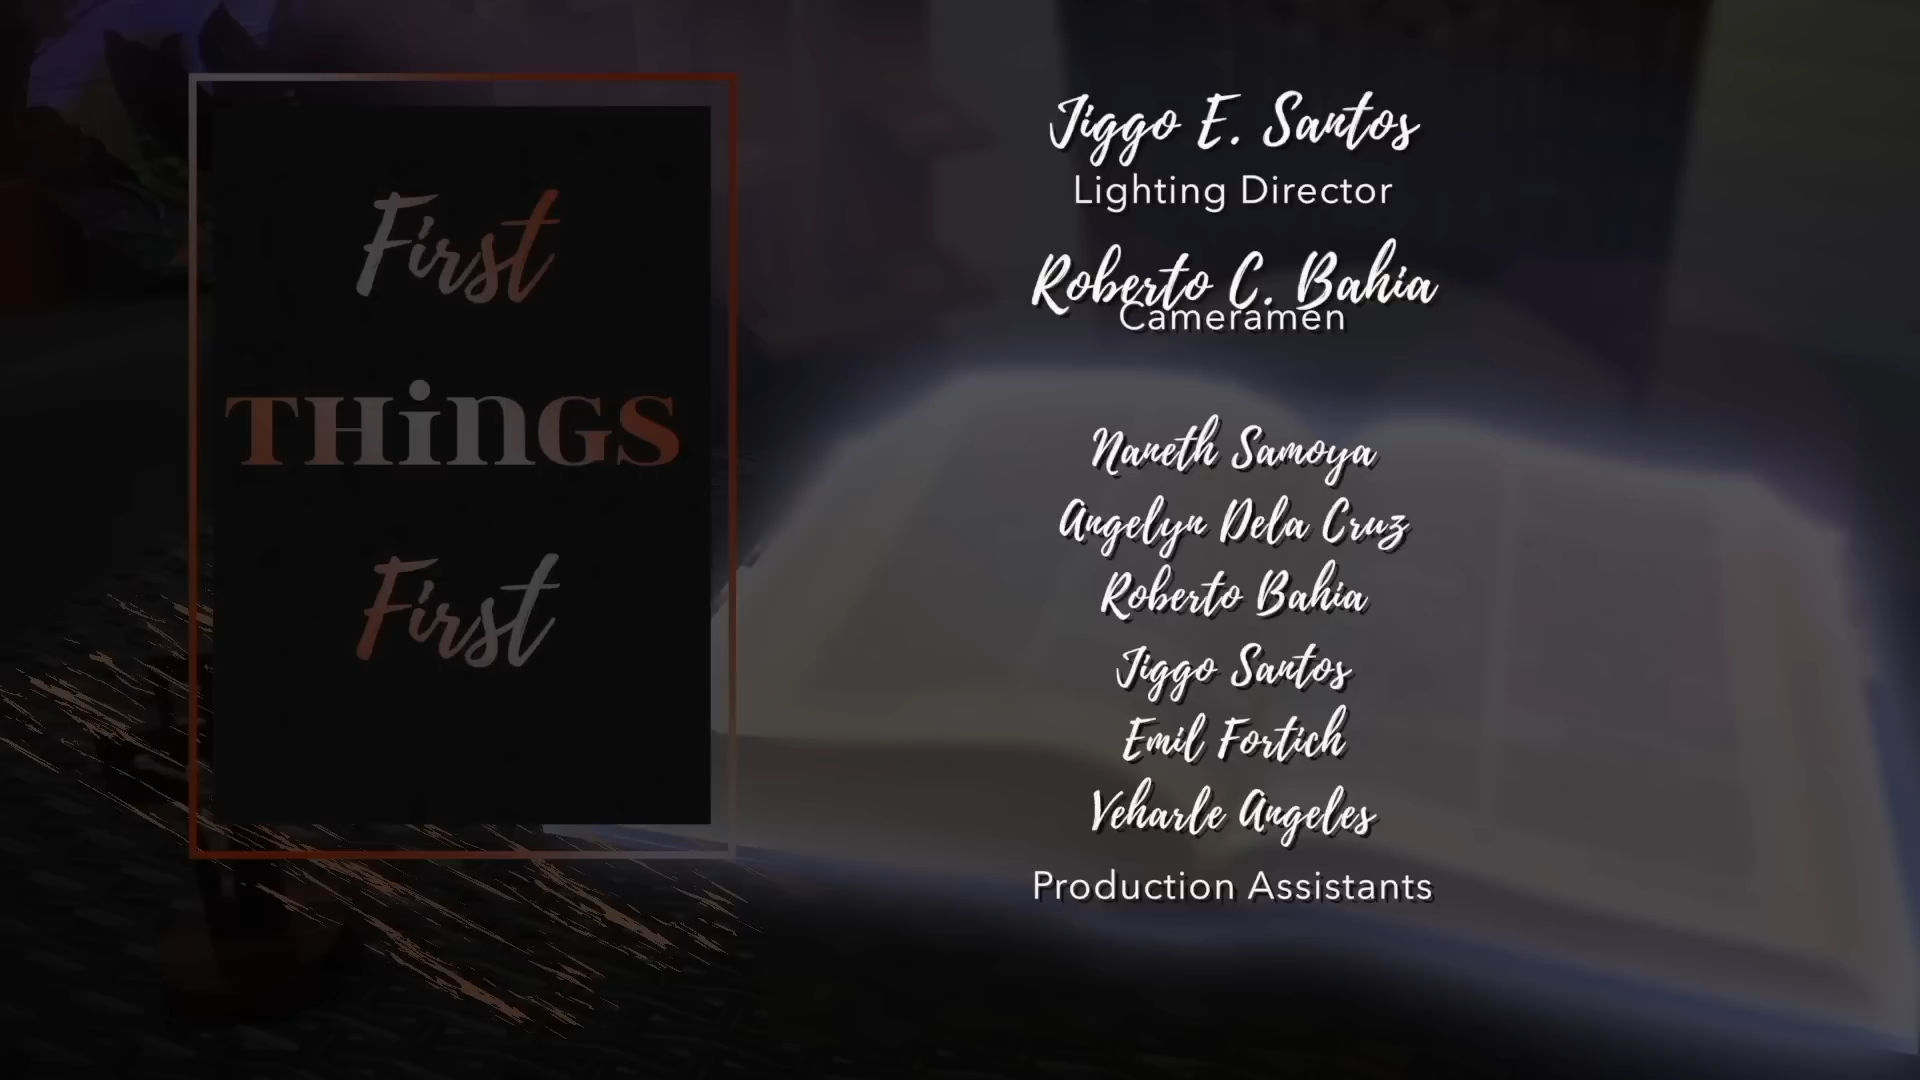 First
THiNGS
First
Jiggo E. Santos
Lighting Director
Roberto C. Bahia
Cameramen
Naneth Samoya
Angelyn Dela Cruz
Roberto Bahia
Jiggo Santos
Emil Fortich
Veharle Angeles
Production Assistants